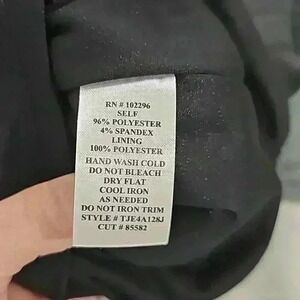 RN # 102296
SELF
96% POLYESTER
4% SPANDEX
LINING
100% POLYESTER
HAND WASH COLD
DO NOT BLEACH
DRY FLAT
COOL IRON
AS NEEDED
DO NOT IRON TRIM
STYLE # TJE4A128J
CUT # 85582